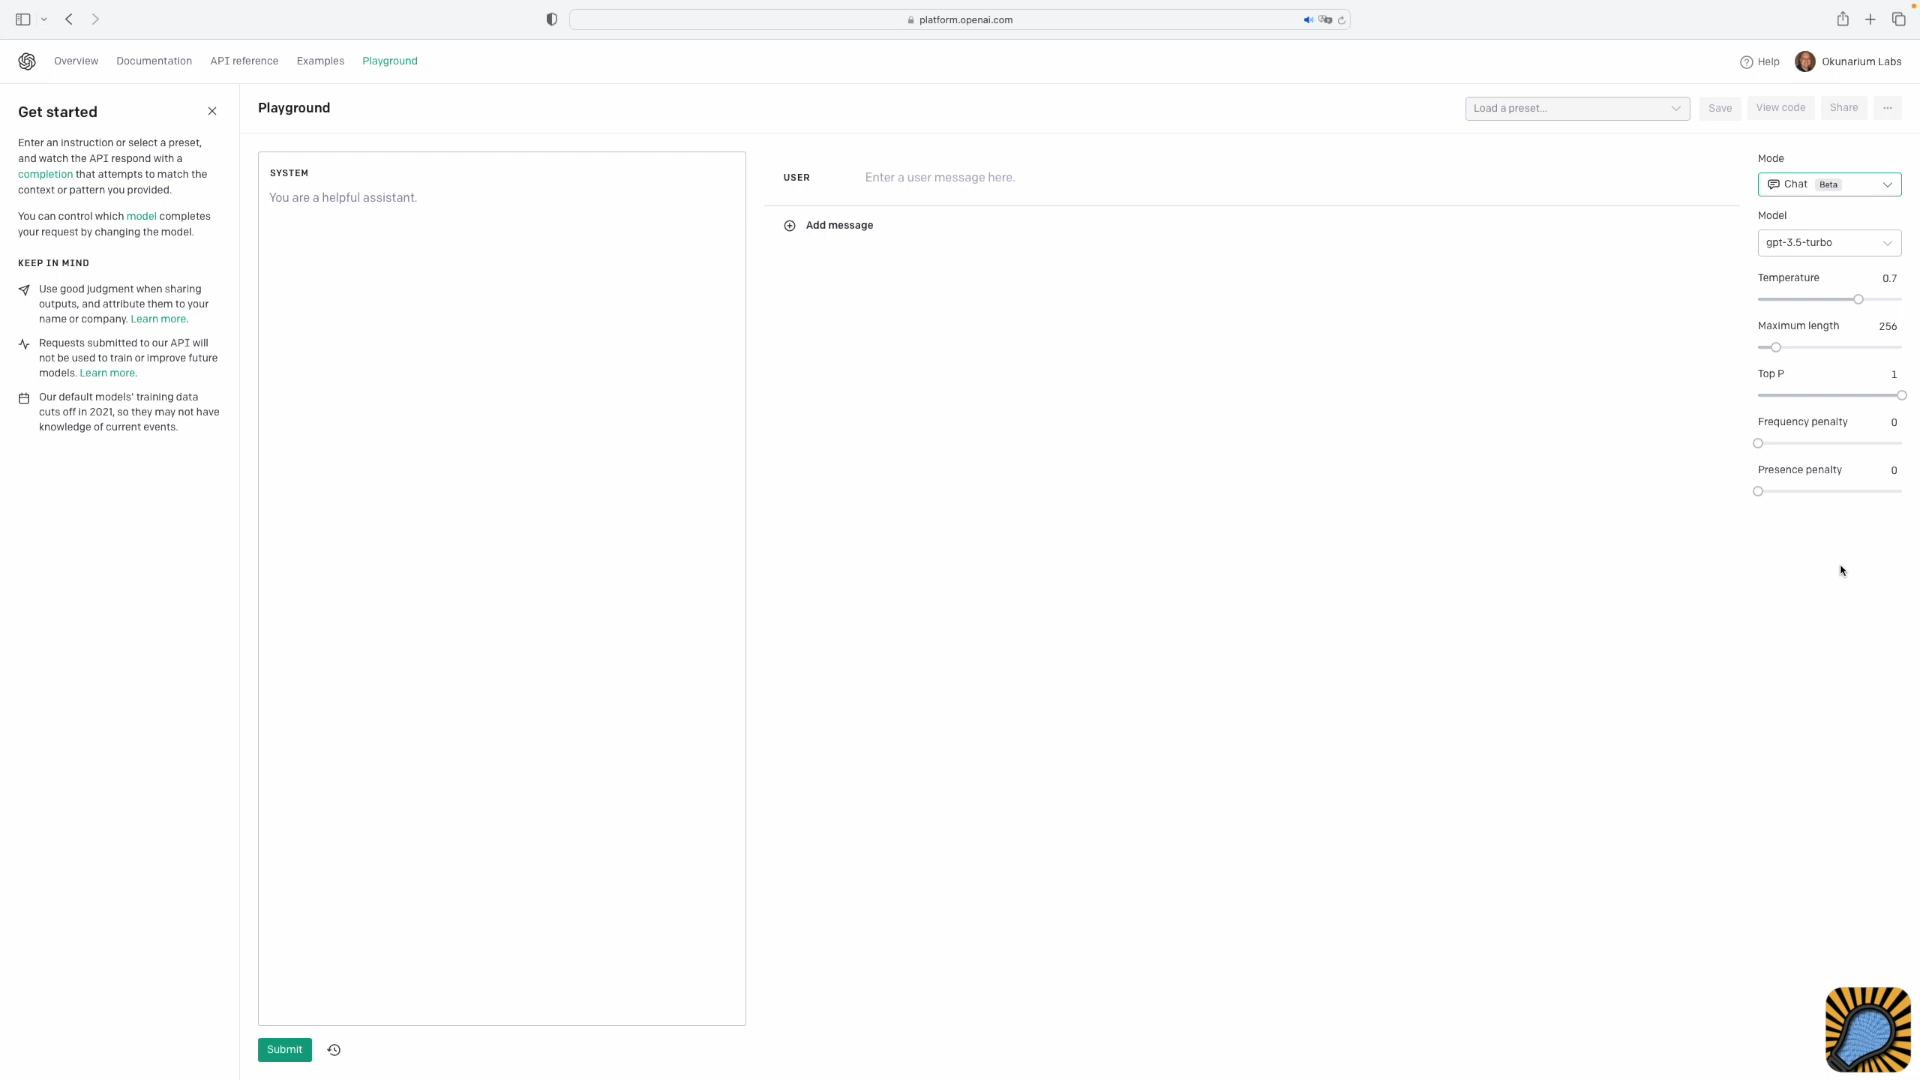 platform.openai.com
Overview
Documentation
API reference
Examples
Playground
Help
Okunarium Labs
Get started
Enter an instruction or select a preset,
and watch the API respond with a
completion that attempts to match the
context or pattern you provided.
You can control which model completes
your request by changing the model.
KEEP IN MIND
Use good judgment when sharing
outputs, and attribute them to your
name or company. Learn more.
Requests submitted to our API will
not be used to train or improve future
models. Learn more.
Our default models' training data
cuts off in 2021, so they may not have
knowledge of current events.
Playground
Load a preset...
Save
View code
Share
...
SYSTEM
You are a helpful assistant.
USER
Enter a user message here.
Add message
Mode
Chat Beta
Model
gpt-3.5-turbo
Temperature 0.7
Maximum length 256
Top P 1
Frequency penalty 0
Presence penalty 0
Submit